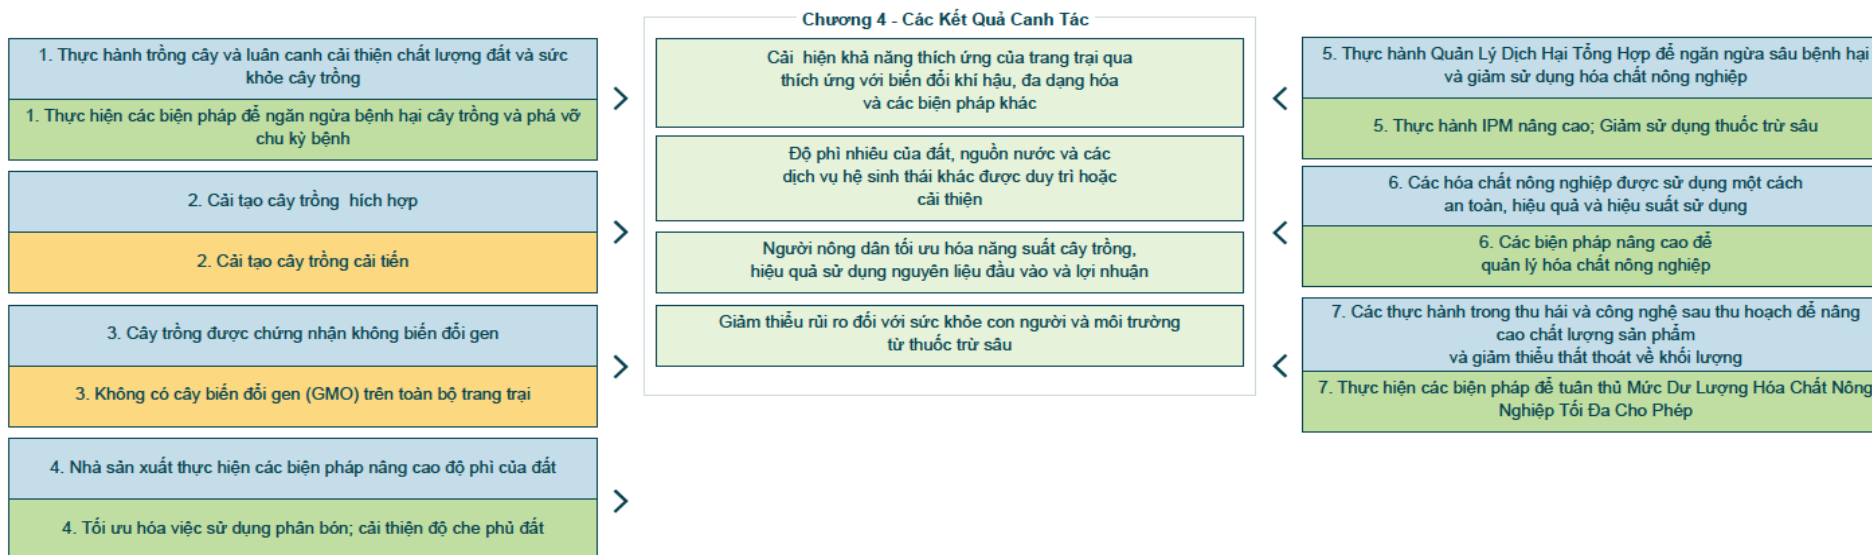 Chương 4 - Các Kết Quả Canh Tác
1. Thực hành trồng cây và luân canh cải thiện chất lượng đất và sức
khỏe cây trồng
1. Thực hiện các biện pháp để ngăn ngừa bệnh hại cây trồng và phá vỡ
chu kỳ bệnh
2. Cải tạo cây trồng  hích hợp
2. Cải tạo cây trồng cải tiến
3. Cây trồng được chứng nhận không biến đổi gen
3. Không có cây biến đổi gen (GMO) trên toàn bộ trang trại
4. Nhà sản xuất thực hiện các biện pháp nâng cao độ phì của đất
4. Tối ưu hóa việc sử dụng phân bón; cải thiện độ che phủ đất
Cải  hiện khả năng thích ứng của trang trại qua
thích ứng với biến đổi khí hậu, đa dạng hóa
và các biện pháp khác
Độ phì nhiêu của đất, nguồn nước và các
dịch vụ hệ sinh thái khác được duy trì hoặc
cải thiện
Người nông dân tối ưu hóa năng suất cây trồng,
hiệu quả sử dụng nguyên liệu đầu vào và lợi nhuận
Giảm thiểu rủi ro đối với sức khỏe con người và môi trường
từ thuốc trừ sâu
5. Thực hành Quản Lý Dịch Hại Tổng Hợp để ngăn ngừa sâu bệnh hại
và giảm sử dụng hóa chất nông nghiệp
5. Thực hành IPM nâng cao; Giảm sử dụng thuốc trừ sâu
6. Các hóa chất nông nghiệp được sử dụng một cách
an toàn, hiệu quả và hiệu suất sử dụng
6. Các biện pháp nâng cao để
quản lý hóa chất nông nghiệp
7. Các thực hành trong thu hái và công nghệ sau thu hoạch để nâng
cao chất lượng sản phẩm
và giảm thiểu thất thoát về khối lượng
7. Thực hiện các biện pháp để tuân thủ Mức Dư Lượng Hóa Chất Nông
Nghiệp Tối Đa Cho Phép